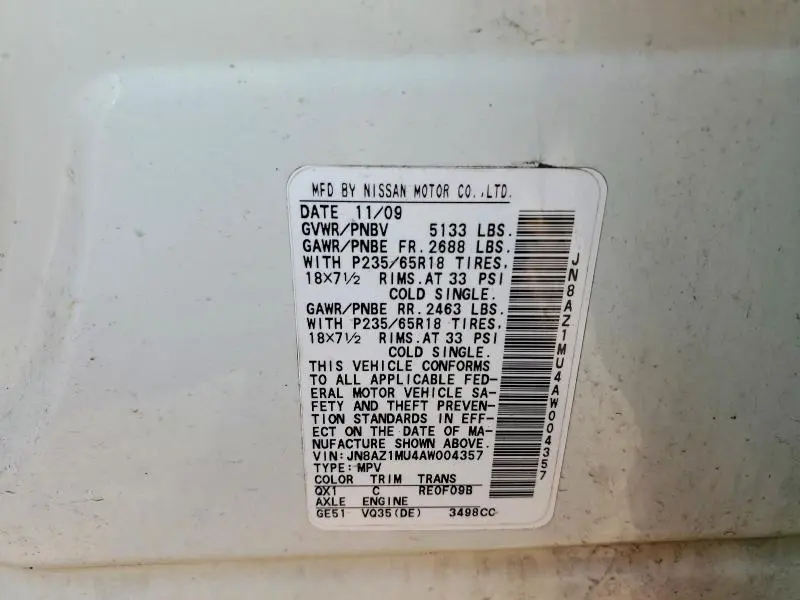 MFD BY NISSAN MOTOR CO.,LTD.
DATE 11/09
GVWR/PNBV 5133 LBS.
GAWR/PNBE FR. 2688 LBS.
WITH P235/65R18 TIRES,
18×7½ RIMS. AT 33 PSI
COLD SINGLE.
GAWR/PNBE RR. 2463 LBS.
WITH P235/65R18 TIRES,
18×7½ RIMS. AT 33 PSI
COLD SINGLE.
THIS VEHICLE CONFORMS
TO ALL APPLICABLE FED-
ERAL MOTOR VEHICLE SA-
FETY AND THEFT PREVEN-
TION STANDARDS IN EFF-
ECT ON THE DATE OF MA-
NUFACTURE SHOWN ABOVE.
VIN:JN8AZ1MU4AW004357
TYPE:MPV
COLOR TRIM TRANS
QX1 C RE0F09B
AXLE ENGINE
GE51 VQ35(DE) 3498CC
JN8AZ1MU4AW004357